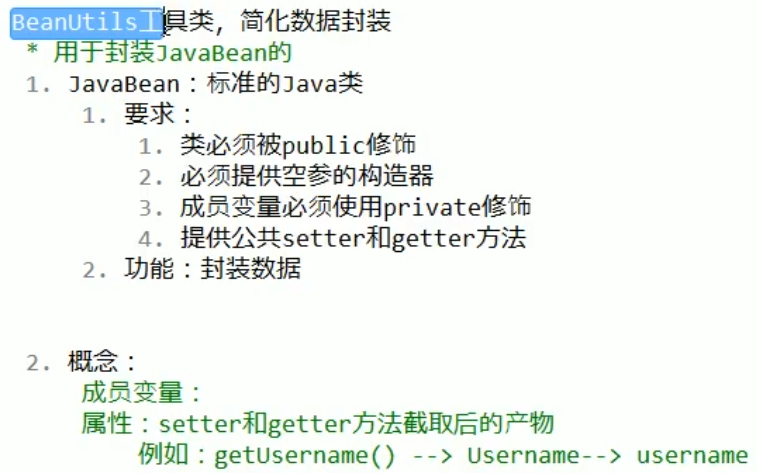 BeanUtils工具类，简化数据封装
* 用于封装JavaBean的
1. JavaBean：标准的Java类
1. 要求：
1. 类必须被public修饰
2. 必须提供空参的构造器
3. 成员变量必须使用private修饰
4. 提供公共setter和getter方法
2. 功能：封装数据
2. 概念：
成员变量：
属性：setter和getter方法截取后的产物
例如：getUsername() --> Username--> username